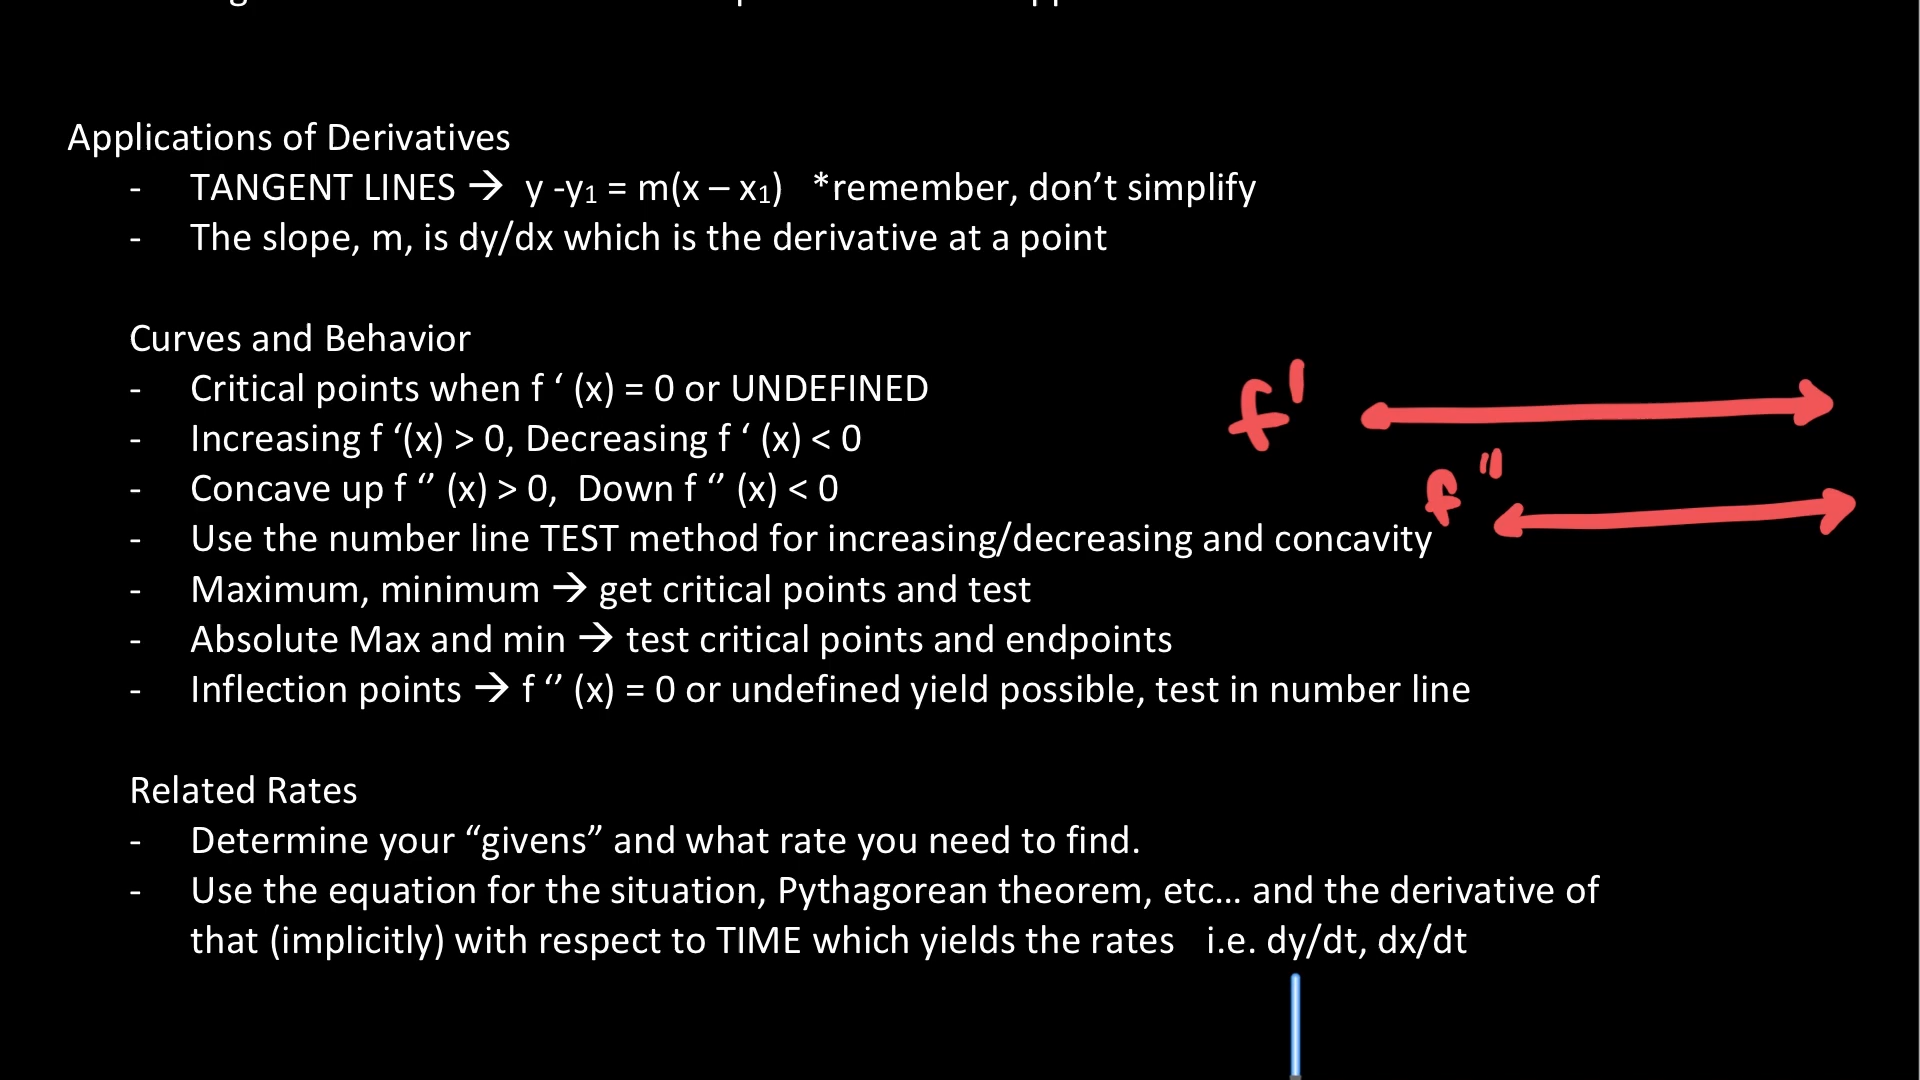 Applications of Derivatives
- TANGENT LINES → y -y₁ = m(x – x₁) *remember, don’t simplify
- The slope, m, is dy/dx which is the derivative at a point
Curves and Behavior
- Critical points when f ‘ (x) = 0 or UNDEFINED
- Increasing f ‘(x) > 0, Decreasing f ‘ (x) < 0
f'
- Concave up f ‘’ (x) > 0, Down f ‘’ (x) < 0
f"
- Use the number line TEST method for increasing/decreasing and concavity
- Maximum, minimum → get critical points and test
- Absolute Max and min → test critical points and endpoints
- Inflection points → f ‘’ (x) = 0 or undefined yield possible, test in number line
Related Rates
- Determine your “givens” and what rate you need to find.
- Use the equation for the situation, Pythagorean theorem, etc… and the derivative of
that (implicitly) with respect to TIME which yields the rates i.e. dy/dt, dx/dt